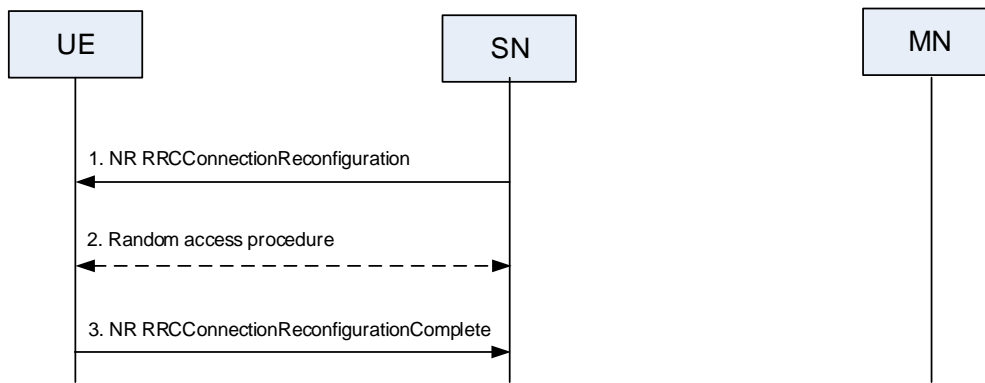 UE
SN
MN
1. NR RRCConnectionReconfiguration
2. Random access procedure
3. NR RRCConnectionReconfigurationComplete